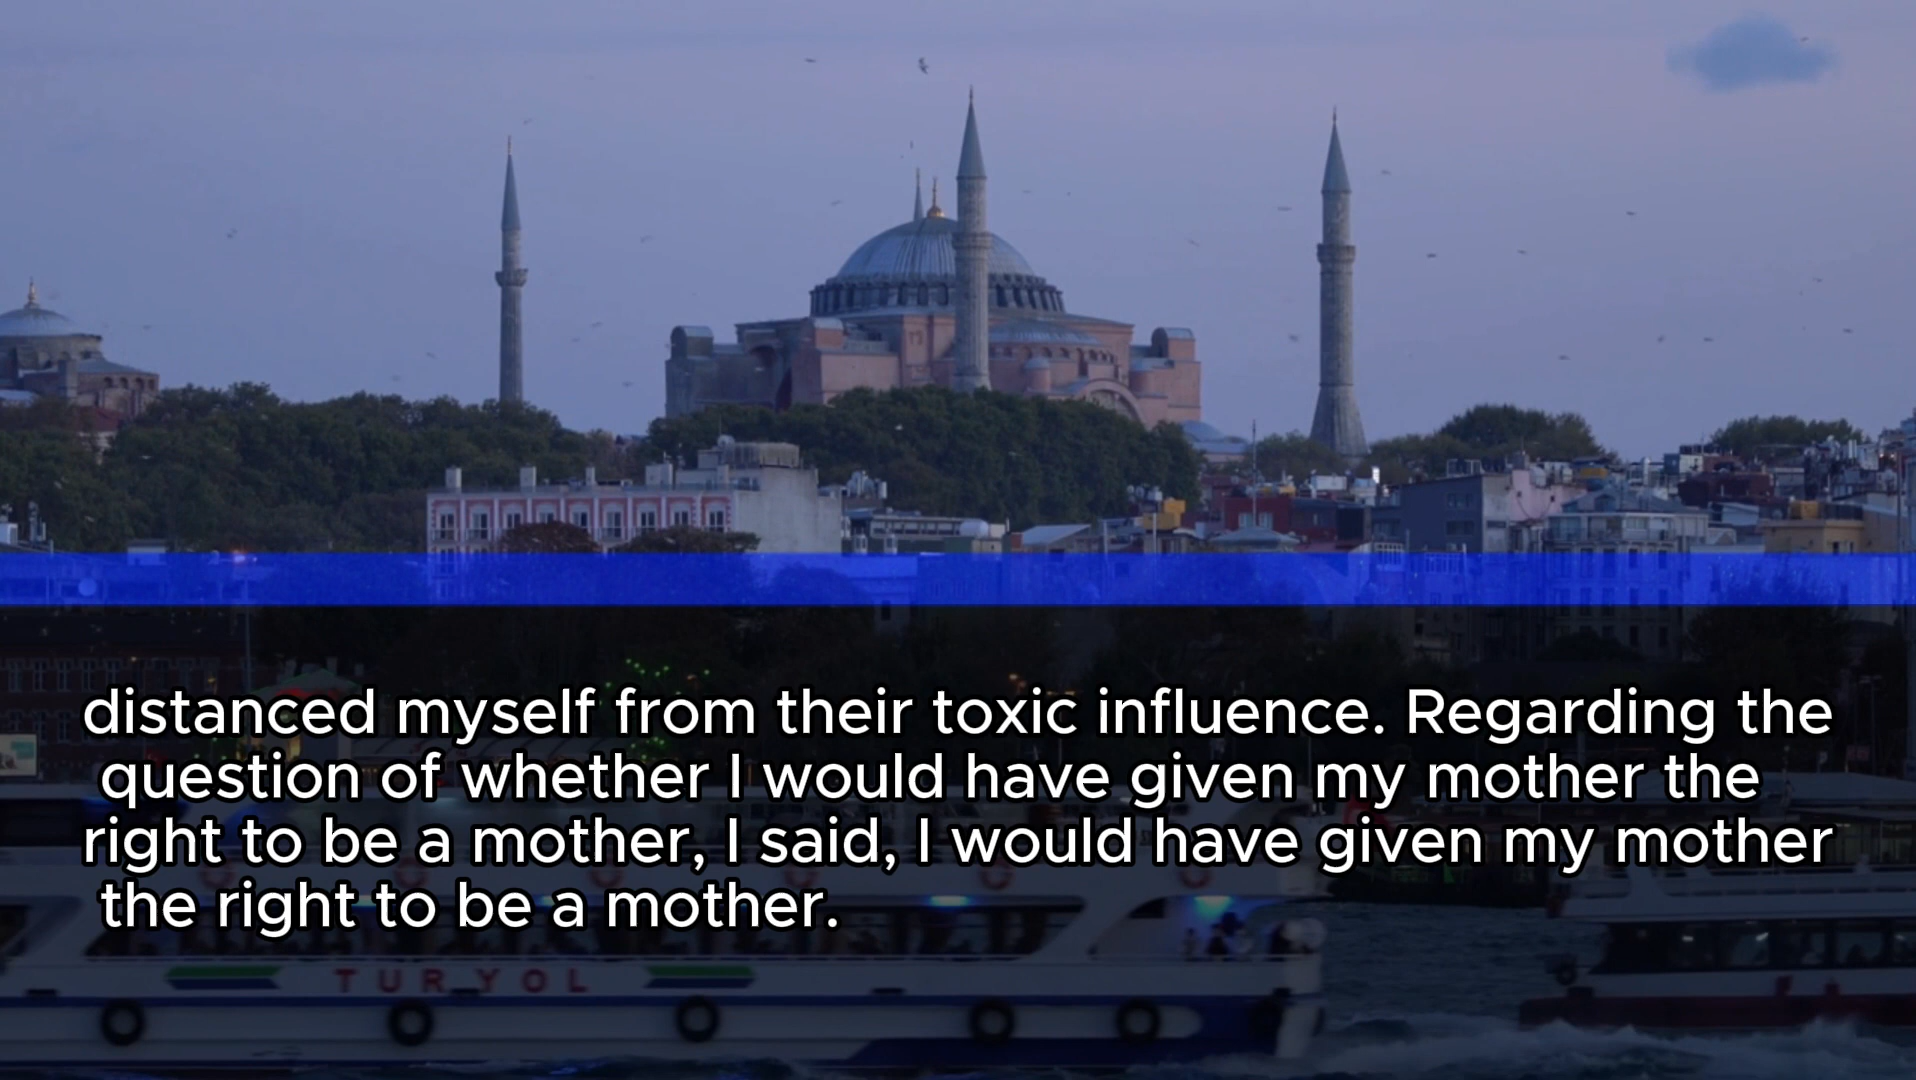 distanced myself from their toxic influence. Regarding the
question of whether I would have given my mother the
right to be a mother, I said, I would have given my mother
the right to be a mother.
TURYOL